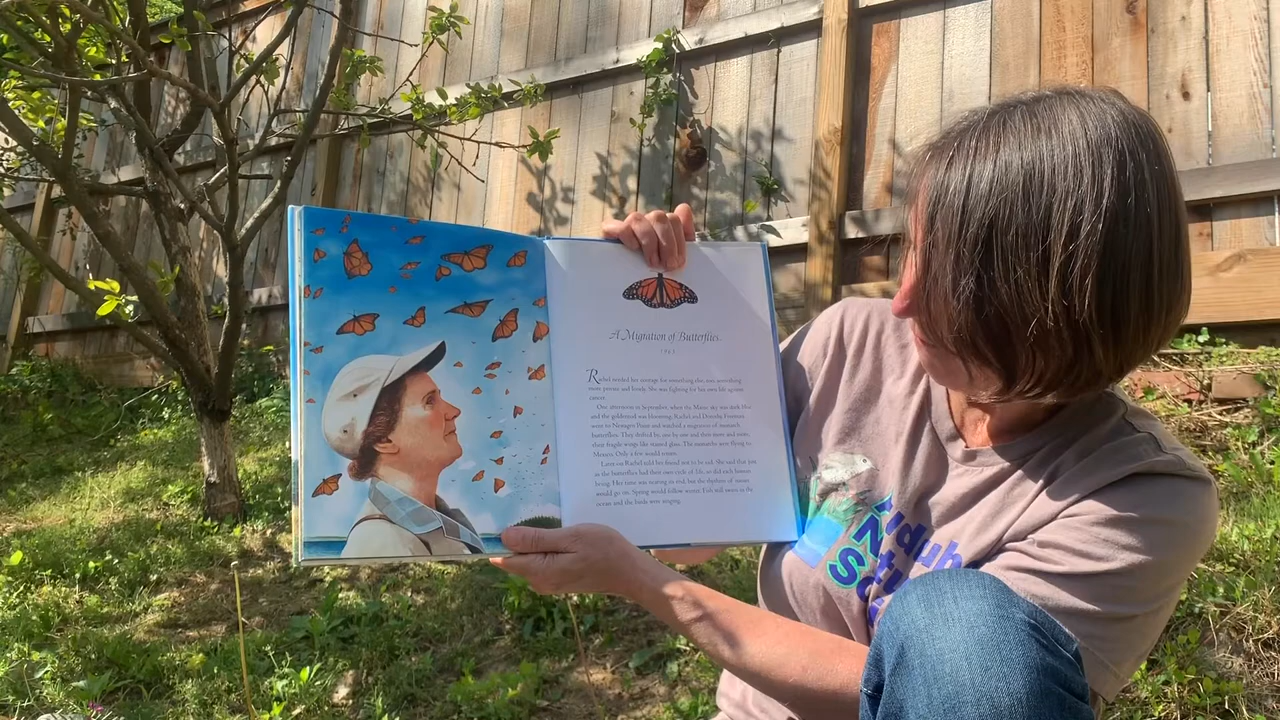 A Migration of Butterflies
1963
Rachel needed her courage for something else, too, something
more private and lonely. She was fighting for her own life against
cancer.
One afternoon in September, when the Maine sky was dark blue
and the goldenrod was blooming, Rachel and Dorothy Freeman
went to Newagen Point and watched a migration of monarch
butterflies. They drifted by, one by one and then more and more,
their fragile wings like stained glass. The monarchs were flying to
Mexico. Only a few would return.
Later on Rachel told her friend not to be sad. She said that just
as the butterflies had their own cycle of life, so did each human
being. Her time was nearing its end, but the rhythms of nature
would go on. Spring would follow winter. Fish still swim in the
ocean and the birds were singing.